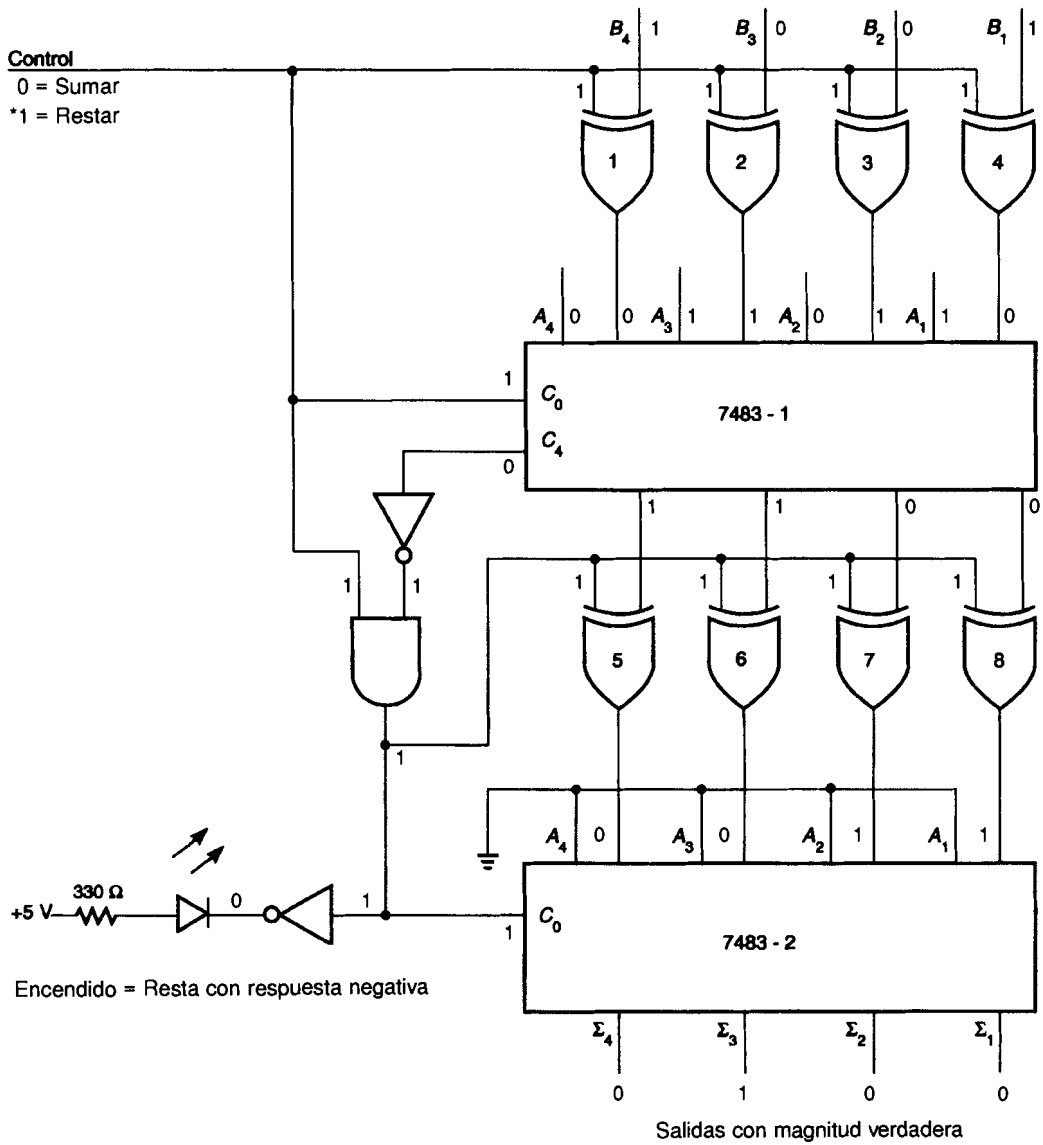 B4 1 B3 0 B2 0 B1 1
Control
0 = Sumar
*1 = Restar
1 1 1 1
1 2 3 4
A4 0 0 A3 1 1 A2 0 1 A1 1 0
1 C0
7483 - 1
C4
0
1 1 0 0
1 1
1 1 1 1
5 6 7 8
1
A4 0 A3 0 A2 1 A1 1
330 Ω
+5 V 0 1
1 C0
7483 - 2
Encendido = Resta con respuesta negativa
Σ4 Σ3 Σ2 Σ1
0 1 0 0
Salidas con magnitud verdadera